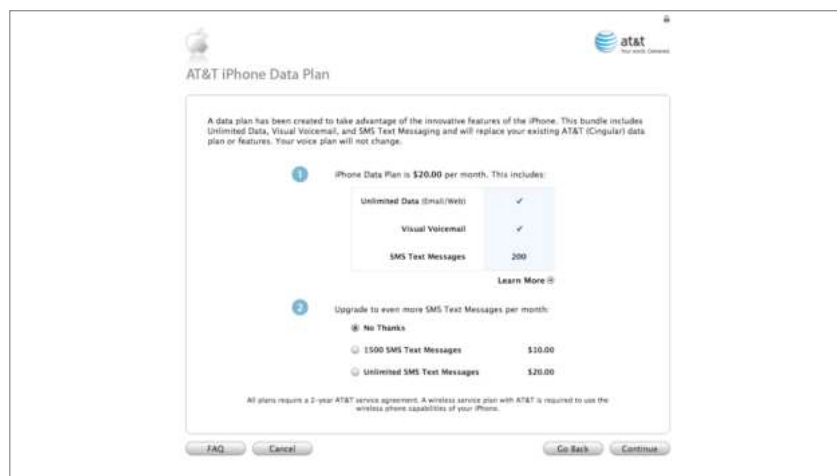 at&t
Your world. Delivered.
AT&T iPhone Data Plan
A data plan has been created to take advantage of the innovative features of the iPhone. This bundle includes
Unlimited Data, Visual Voicemail, and SMS Text Messaging and will replace your existing AT&T (Cingular) data
plan or features. Your voice plan will not change.
1 iPhone Data Plan is $20.00 per month. This includes:
Unlimited Data (Email/Web) ✓
Visual Voicemail ✓
SMS Text Messages 200
Learn More
2 Upgrade to even more SMS Text Messages per month:
No Thanks
1500 SMS Text Messages $10.00
Unlimited SMS Text Messages $20.00
All plans require a 2-year AT&T service agreement. A wireless service plan with AT&T is required to use the
wireless phone capabilities of your iPhone.
FAQ Cancel Go Back Continue